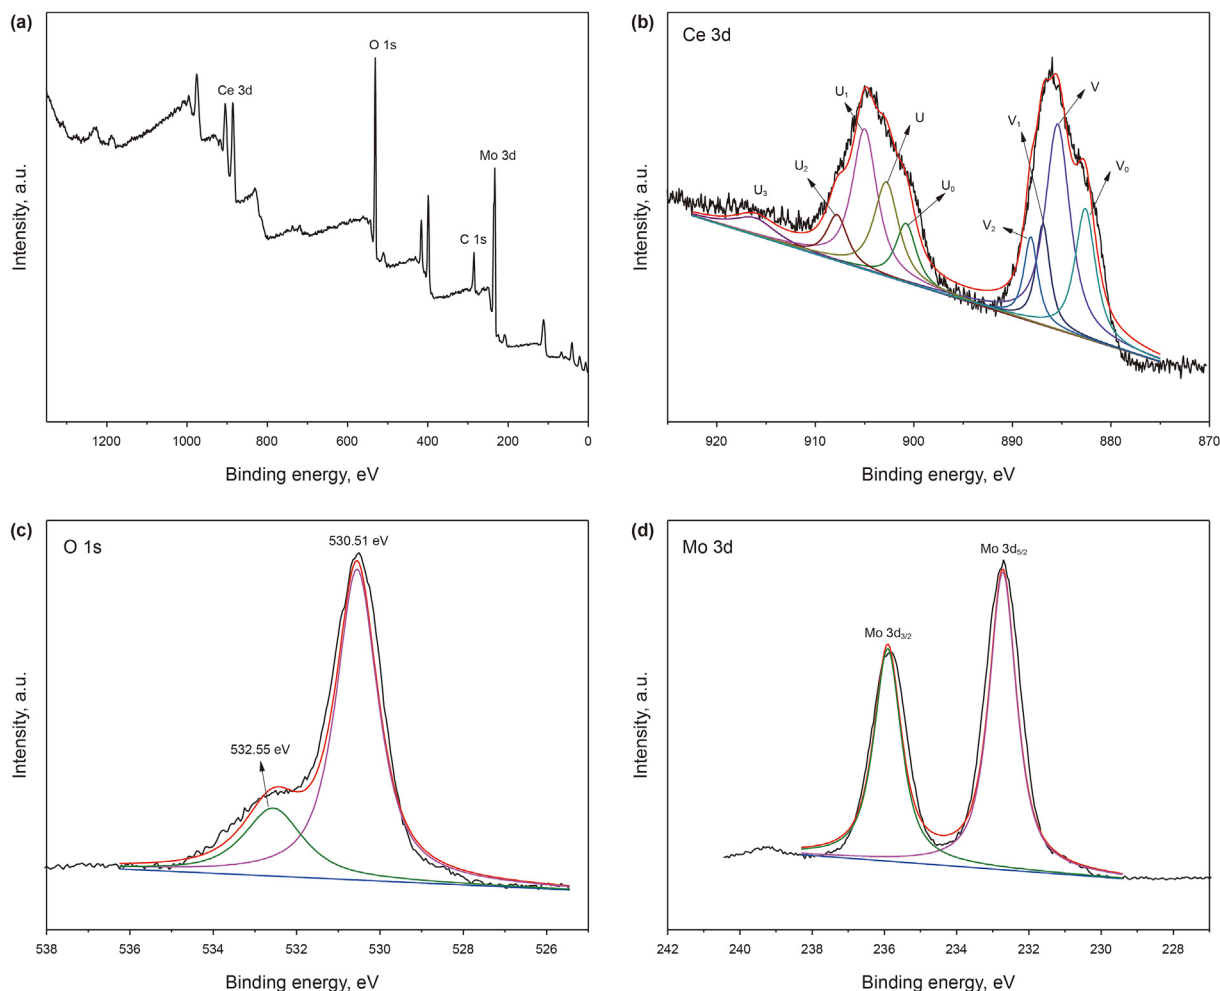 (a)
O 1s
Ce 3d
Mo 3d
C 1s
Intensity, a.u.
1200 1000 800 600 400 200 0
Binding energy, eV
(b)
Ce 3d
U₁
U
U₂
U₀
U₃
V
V₁
V₀
V₂
Intensity, a.u.
920 910 900 890 880 870
Binding energy, eV
(c)
O 1s
530.51 eV
532.55 eV
Intensity, a.u.
538 536 534 531 530 528 526
Binding energy, eV
(d)
Mo 3d
Mo 3d₅/₂
Mo 3d₃/₂
Intensity, a.u.
242 240 238 236 234 232 230 228
Binding energy, eV